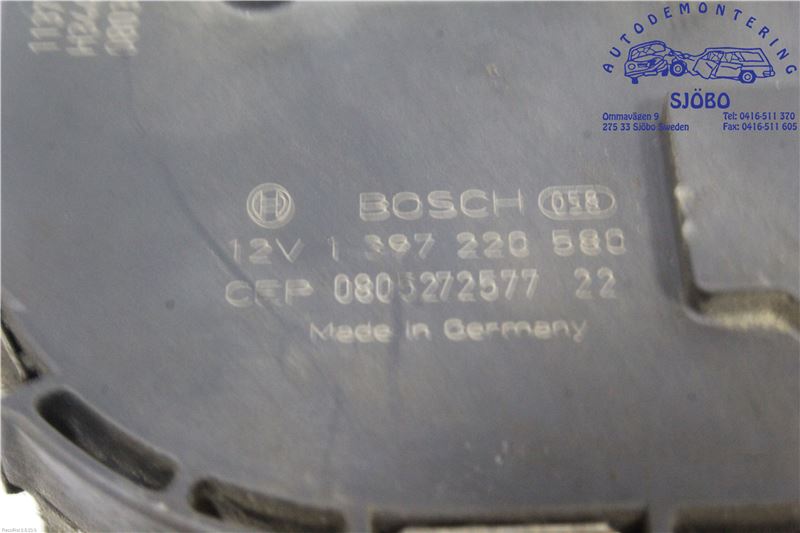 AUTODEMONTERING
SJÖBO
Ommavägen 9
275 33 Sjöbo Sweden
Tel: 0416-511 370
Fax: 0416-511 605
BOSCH 058
12V 1 397 220 580
CEP 0805272577 22
Made in Germany